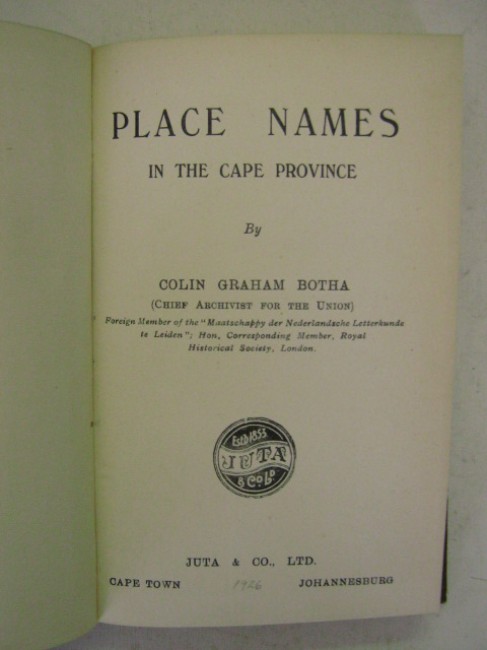 PLACE NAMES
IN THE CAPE PROVINCE
By
COLIN GRAHAM BOTHA
(CHIEF ARCHIVIST FOR THE UNION)
Foreign Member of the "Maatschappy der Nederlandsche Letterkunde
te Leiden"; Hon. Corresponding Member, Royal
Historical Society, London.
Estd 1853
JUTA
& Co Ld
JUTA & CO., LTD.
CAPE TOWN 1926 JOHANNESBURG